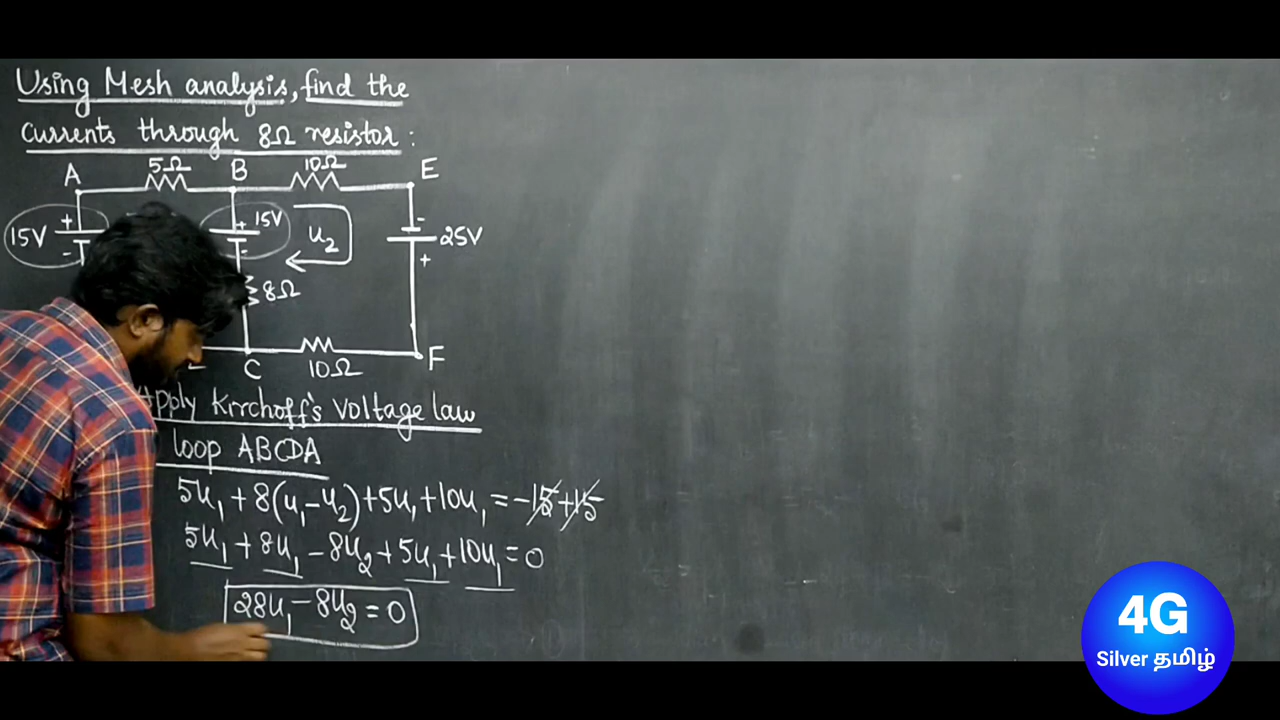 Using Mesh analysis, find the
currents through 8Ω resistor :
A 5Ω B 10Ω E
+ + 15V -
15V u₂ 25V
- - +
8Ω
C 10Ω F
Apply Krrchoff's voltage law
loop ABCDA
5u₁ + 8(u₁-u₂) + 5u₁ + 10u₁ = -15 + 15
5u₁ + 8u₁ - 8u₂ + 5u₁ + 10u₁ = 0
28u₁ - 8u₂ = 0
4G
Silver தமிழ்